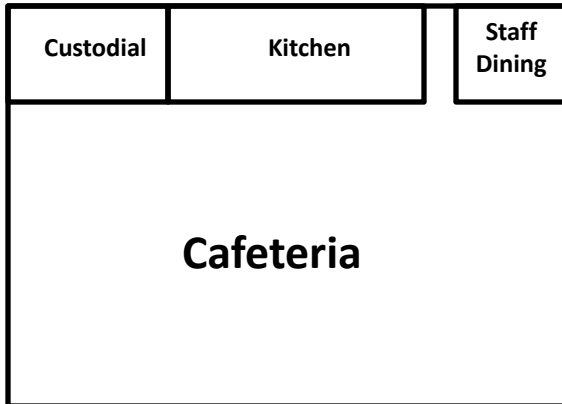 Custodial
Kitchen
Staff
Dining
Cafeteria